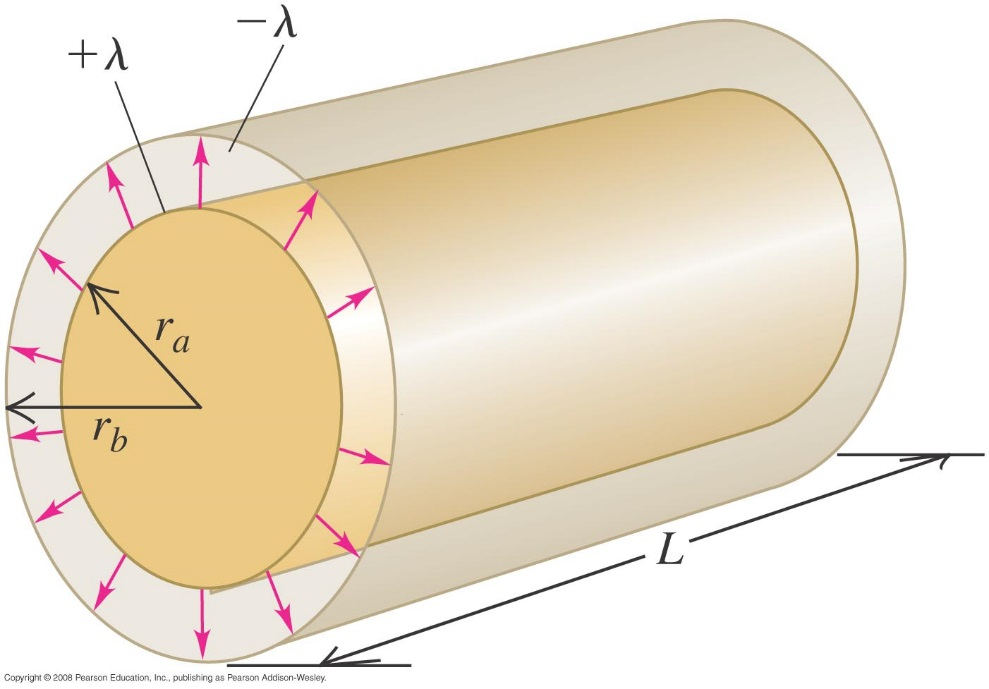 −λ
+λ
r_a
r_b
L
Copyright © 2008 Pearson Education, Inc., publishing as Pearson Addison-Wesley.